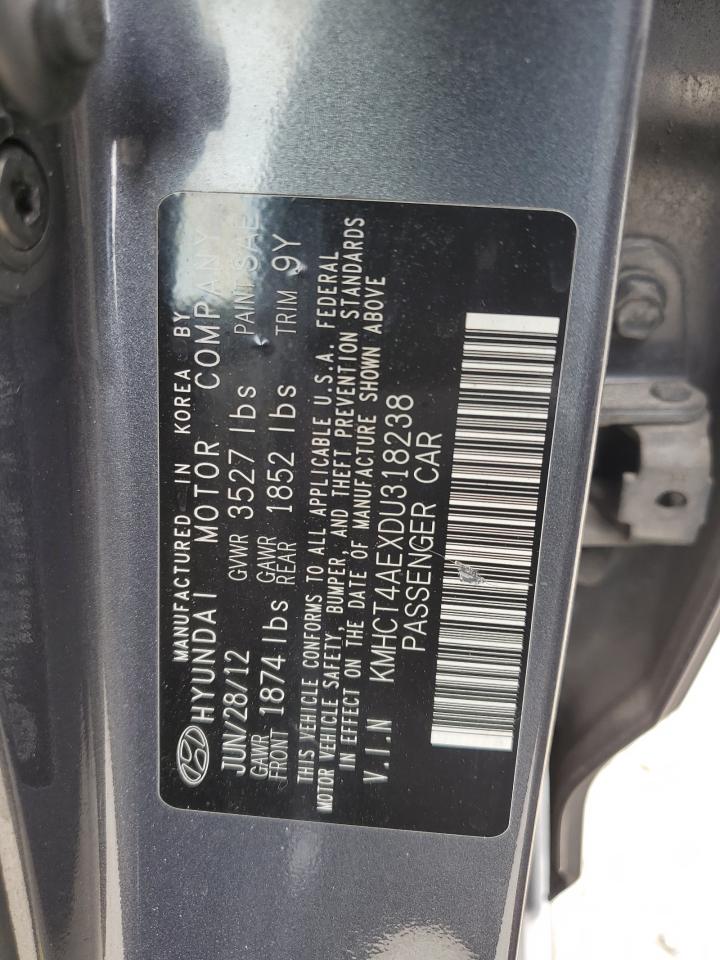 MANUFACTURED IN KOREA BY
HYUNDAI MOTOR COMPANY
JUN/28/12 GVWR 3527 lbs PAINT SAE
GAWR FRONT 1874 lbs GAWR REAR 1852 lbs TRIM 9Y
THIS VEHICLE CONFORMS TO ALL APPLICABLE U.S.A. FEDERAL
MOTOR VEHICLE SAFETY, BUMPER, AND THEFT PREVENTION STANDARDS
IN EFFECT ON THE DATE OF MANUFACTURE SHOWN ABOVE
V.I.N KMHCT4AEXDU318238
PASSENGER CAR